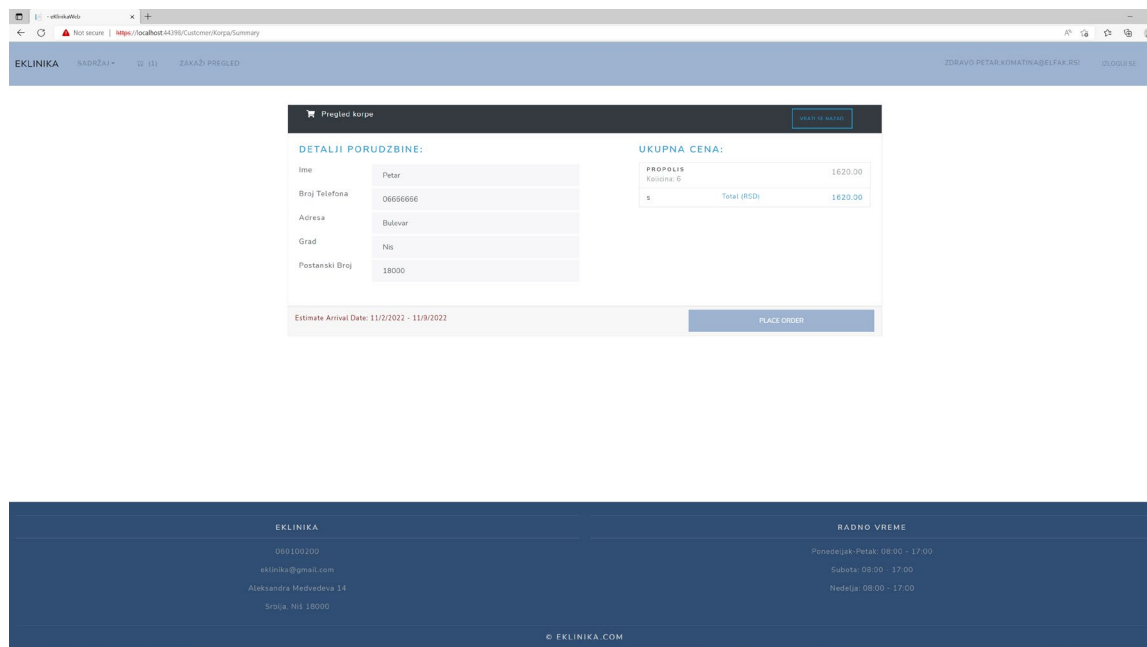 - eKlinikaWeb
Not secure | https://localhost:44398/Customer/Korpa/Summary
EKLINIKA SADRŽAJ (1) ZAKAŽI PREGLED ZDRAVO PETAR.KOMATINA@ELFAK.RS! IZLOGUJ SE
Pregled korpe VRATI SE NAZAD
DETALJI PORUDZBINE:
Ime Petar
Broj Telefona 06666666
Adresa Bulevar
Grad Nis
Postanski Broj 18000
UKUPNA CENA:
PROPOLIS 1620.00
Kolicina: 6
s Total (RSD) 1620.00
Estimate Arrival Date: 11/2/2022 - 11/9/2022 PLACE ORDER
EKLINIKA
060100200
eklinika@gmail.com
Aleksandra Medvedeva 14
Srbija, Niš 18000
RADNO VREME
Ponedeljak-Petak: 08:00 - 17:00
Subota: 08:00 - 17:00
Nedelja: 08:00 - 17:00
© EKLINIKA.COM